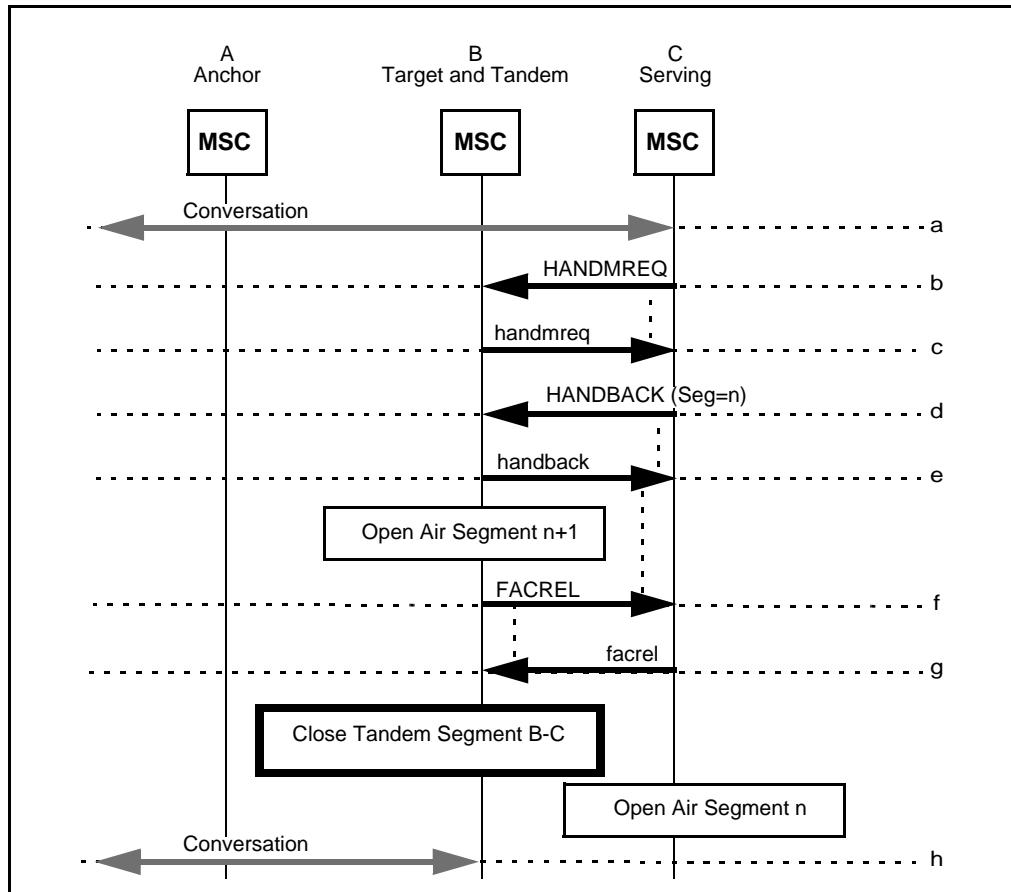 A
Anchor
B
Target and Tandem
C
Serving
MSC
MSC
MSC
Conversation
a
HANDMREQ
b
handmreq
c
HANDBACK (Seg=n)
d
handback
e
Open Air Segment n+1
FACREL
f
facrel
g
Close Tandem Segment B-C
Open Air Segment n
Conversation
h